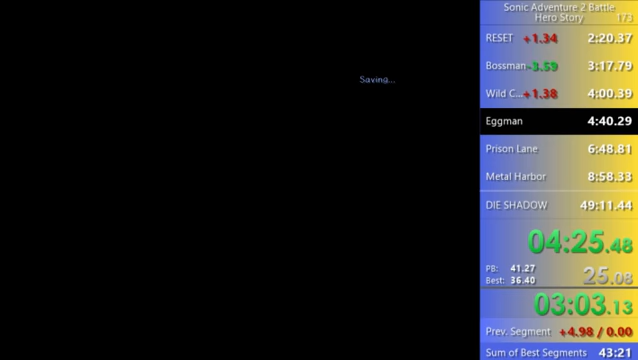 Sonic Adventure 2 Battle
Hero Story 173
RESET +1.34 2:20.37
Bossman -3.59 3:17.79
Wild C... +1.38 4:00.39
Saving...
Eggman 4:40.29
Prison Lane 6:48.81
Metal Harbor 8:58.33
DIE SHADOW 49:11.44
04:25.48
PB: 41.27
Best: 36.40
25.08
03:03.13
Prev. Segment +4.98 / 0.00
Sum of Best Segments 43:21